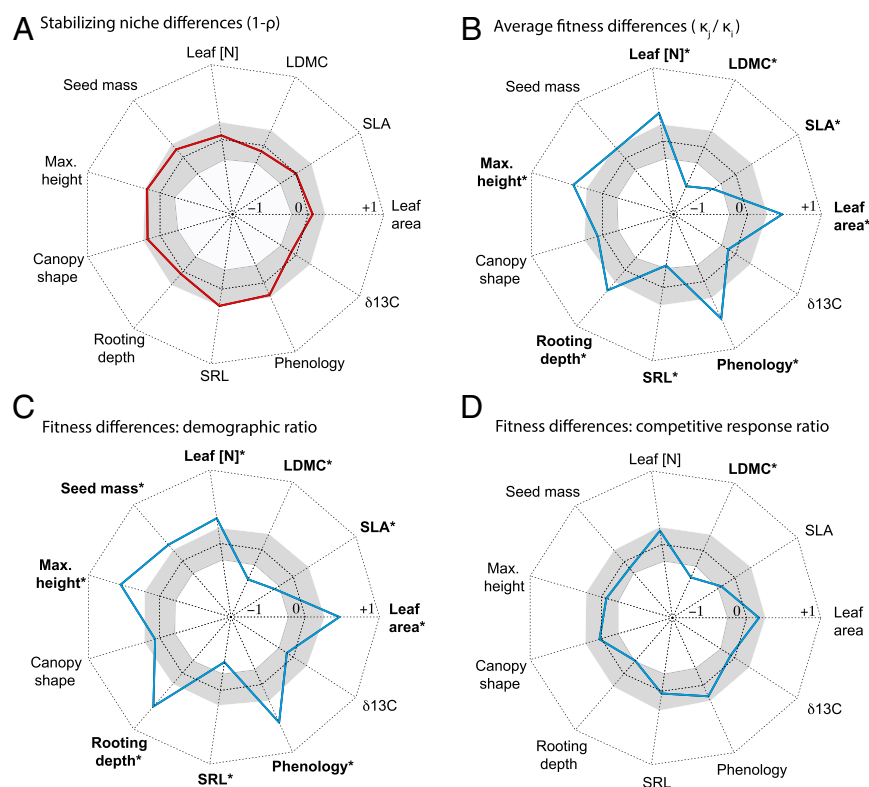 A Stabilizing niche differences (1-ρ)
Leaf [N]
LDMC
Seed mass
SLA
Max.
height
−1 0 +1
Leaf
area
Canopy
shape
δ13C
Rooting
depth
SRL
Phenology
B Average fitness differences ( κj / κi )
Leaf [N]*
LDMC*
Seed mass
SLA*
Max.
height*
−1 0 +1
Leaf
area*
Canopy
shape
δ13C
Rooting
depth*
SRL*
Phenology*
C Fitness differences: demographic ratio
Leaf [N]*
LDMC*
Seed mass*
SLA*
Max.
height*
−1 0 +1
Leaf
area*
Canopy
shape
δ13C
Rooting
depth*
SRL*
Phenology*
D Fitness differences: competitive response ratio
Leaf [N]
LDMC*
Seed mass
SLA
Max.
height
−1 0 +1
Leaf
area
Canopy
shape
δ13C
Rooting
depth
SRL
Phenology